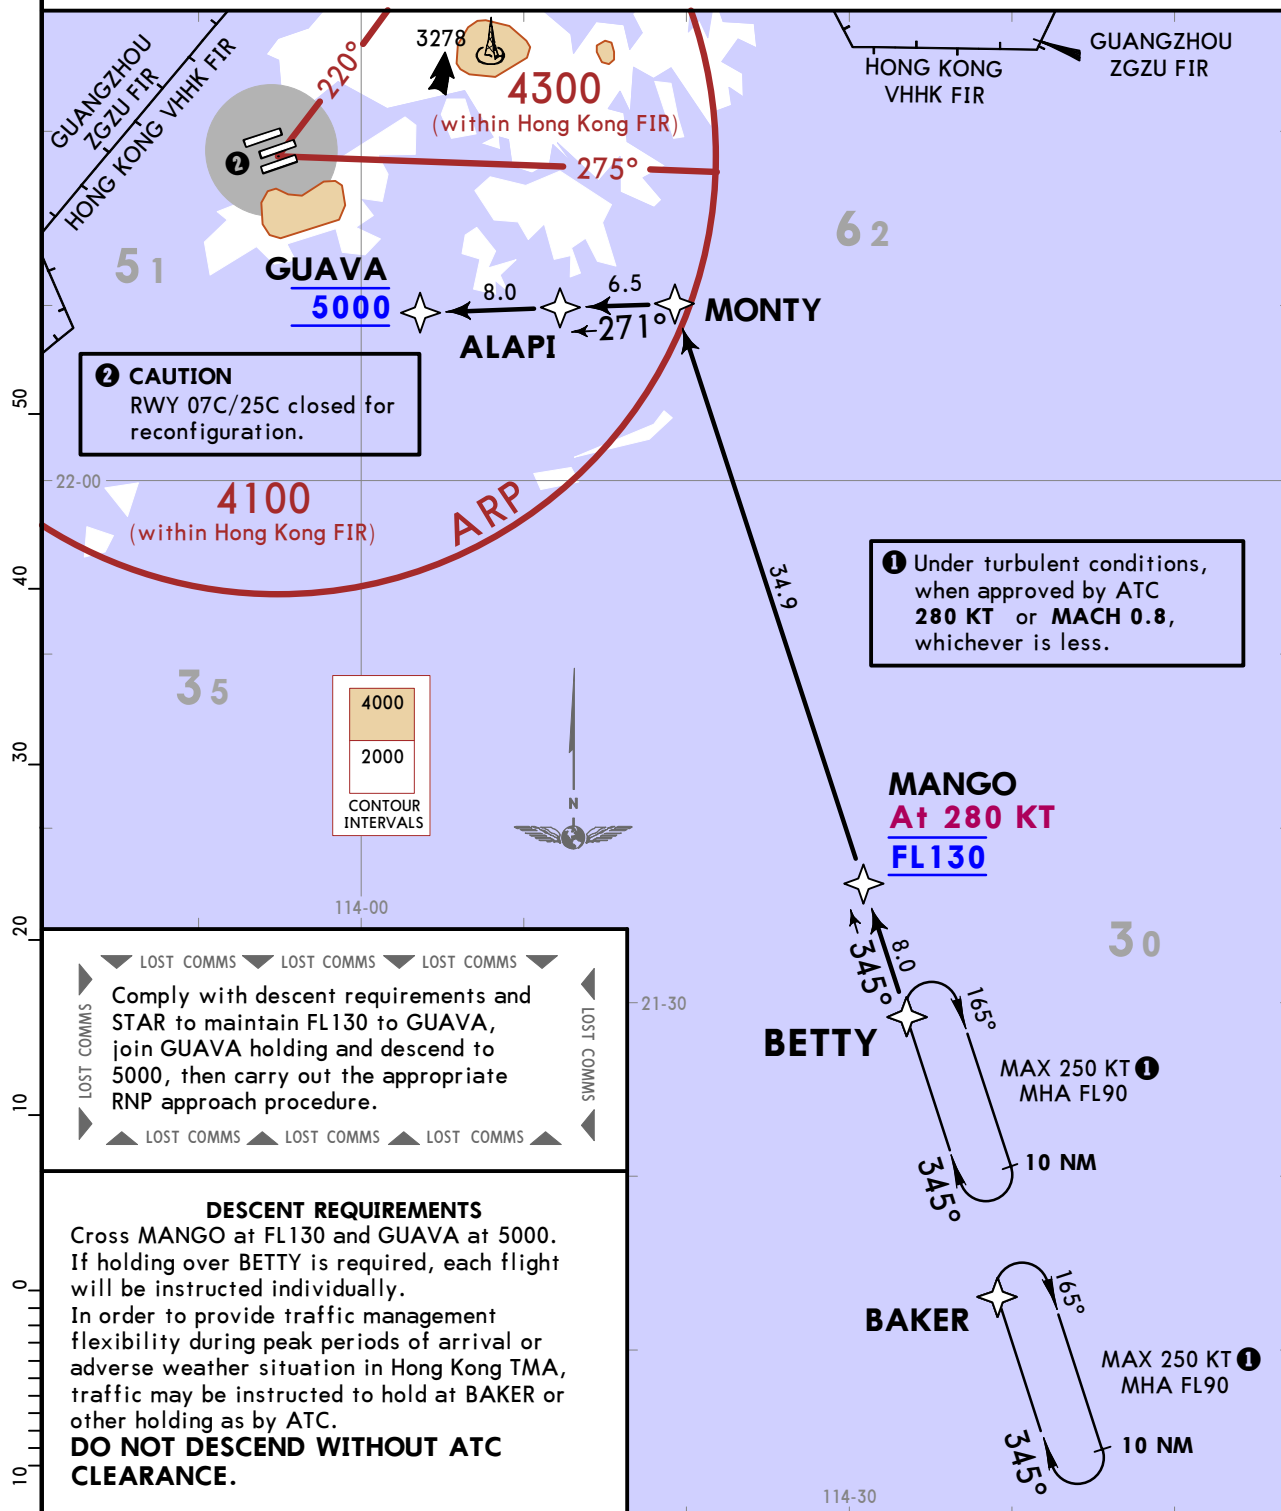 GUANGZHOU
ZGZU FIR
HONG KONG VHHK FIR
220°
3278
4300
(within Hong Kong FIR)
275°
HONG KONG
VHHK FIR
GUANGZHOU
ZGZU FIR
2
51
62
GUAVA
5000
8.0
6.5
ALAPI
271°
MONTY
2 CAUTION
RWY 07C/25C closed for
reconfiguration.
50
22-00
4100
(within Hong Kong FIR)
ARP
40
34.9
1 Under turbulent conditions,
when approved by ATC
280 KT or MACH 0.8,
whichever is less.
35
4000
2000
CONTOUR
INTERVALS
N
30
MANGO
At 280 KT
FL130
114-00
20
30
345°
8.0
21-30
BETTY
165°
MAX 250 KT 1
MHA FL90
10 NM
345°
LOST COMMS LOST COMMS LOST COMMS
LOST COMMS
Comply with descent requirements and
STAR to maintain FL130 to GUAVA,
join GUAVA holding and descend to
5000, then carry out the appropriate
RNP approach procedure.
LOST COMMS
LOST COMMS LOST COMMS LOST COMMS
10
DESCENT REQUIREMENTS
Cross MANGO at FL130 and GUAVA at 5000.
If holding over BETTY is required, each flight
will be instructed individually.
In order to provide traffic management
flexibility during peak periods of arrival or
adverse weather situation in Hong Kong TMA,
traffic may be instructed to hold at BAKER or
other holding as by ATC.
DO NOT DESCEND WITHOUT ATC
CLEARANCE.
0
10
BAKER
165°
MAX 250 KT 1
MHA FL90
10 NM
345°
114-30